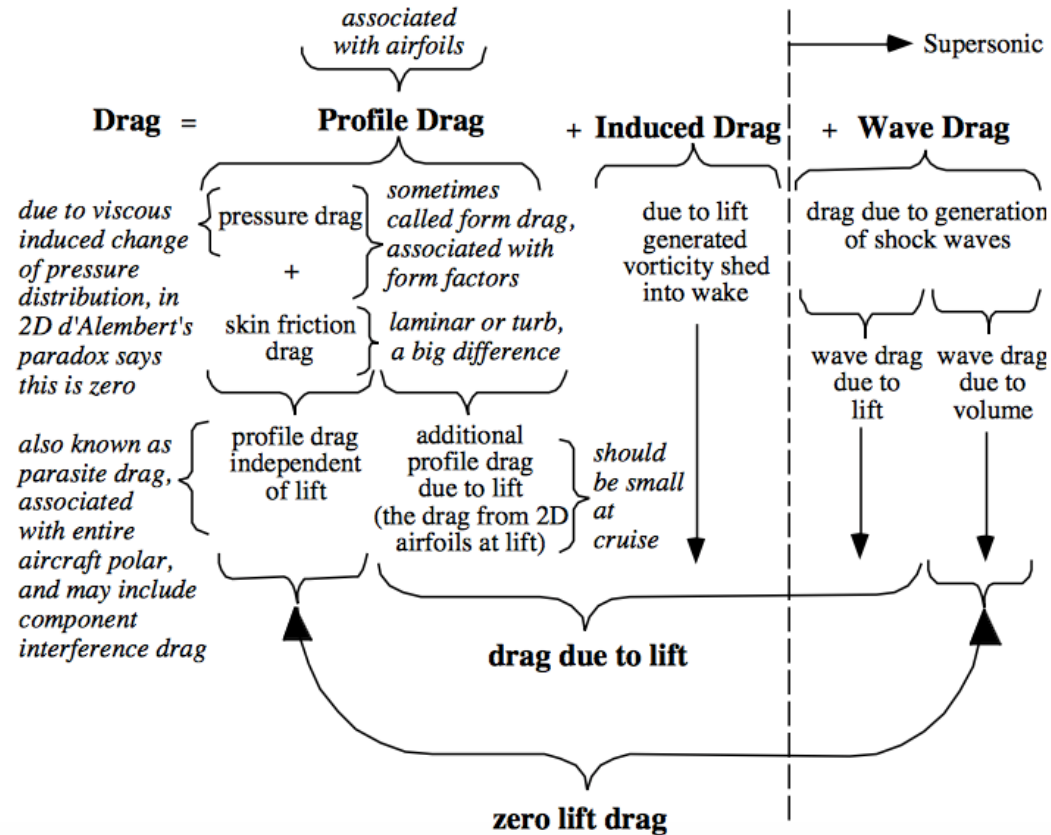 associated
with airfoils
Supersonic
Drag = Profile Drag + Induced Drag + Wave Drag
due to viscous
induced change
of pressure
distribution, in
2D d'Alembert's
paradox says
this is zero
pressure drag
+
skin friction
drag
sometimes
called form drag,
associated with
form factors
laminar or turb,
a big difference
due to lift
generated
vorticity shed
into wake
drag due to generation
of shock waves
wave drag
due to
lift
wave drag
due to
volume
also known as
parasite drag,
associated
with entire
aircraft polar,
and may include
component
interference drag
profile drag
independent
of lift
additional
profile drag
due to lift
(the drag from 2D
airfoils at lift)
should
be small
at
cruise
drag due to lift
zero lift drag